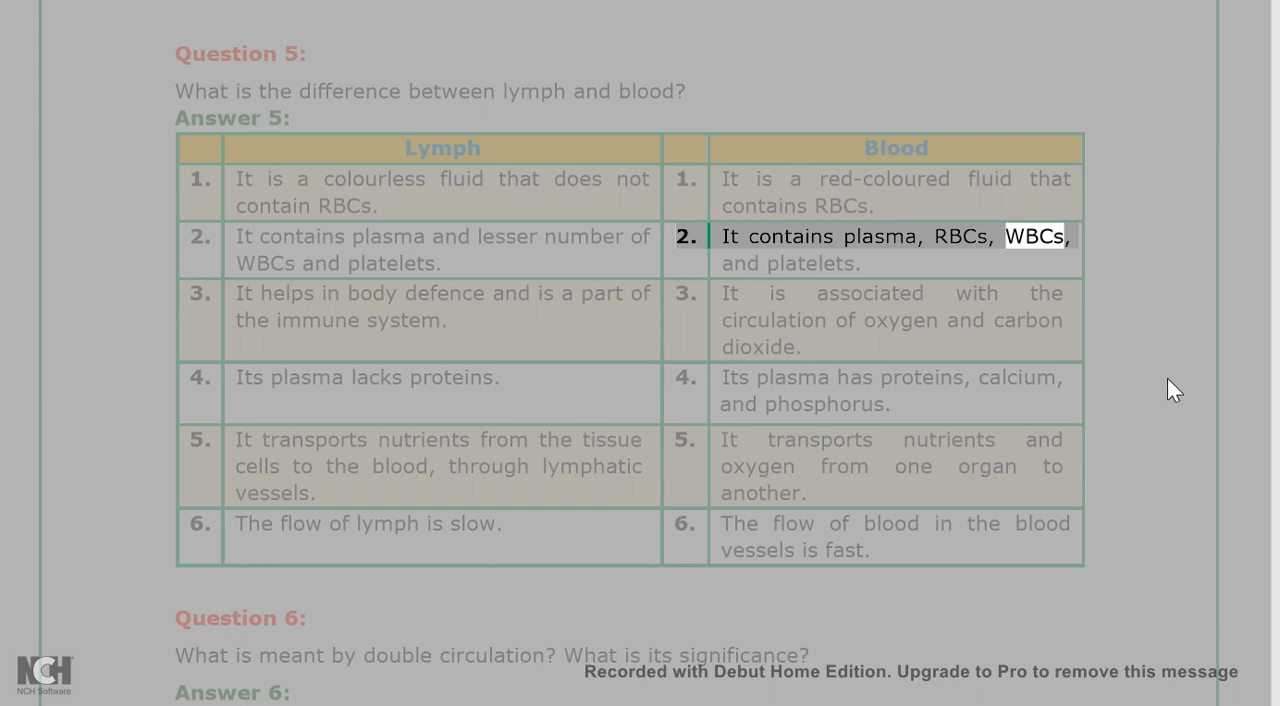 Question 5:
What is the difference between lymph and blood?
Answer 5:
Lymph Blood
1. It is a colourless fluid that does not 1. It is a red-coloured fluid that
contain RBCs. contains RBCs.
2. It contains plasma and lesser number of 2. It contains plasma, RBCs, WBCs,
WBCs and platelets. and platelets.
3. It helps in body defence and is a part of 3. It is associated with the
the immune system. circulation of oxygen and carbon
dioxide.
4. Its plasma lacks proteins. 4. Its plasma has proteins, calcium,
and phosphorus.
5. It transports nutrients from the tissue 5. It transports nutrients and
cells to the blood, through lymphatic oxygen from one organ to
vessels. another.
6. The flow of lymph is slow. 6. The flow of blood in the blood
vessels is fast.
Question 6:
What is meant by double circulation? What is its significance?
Answer 6:
NCH
NCH Software
Recorded with Debut Home Edition. Upgrade to Pro to remove this message